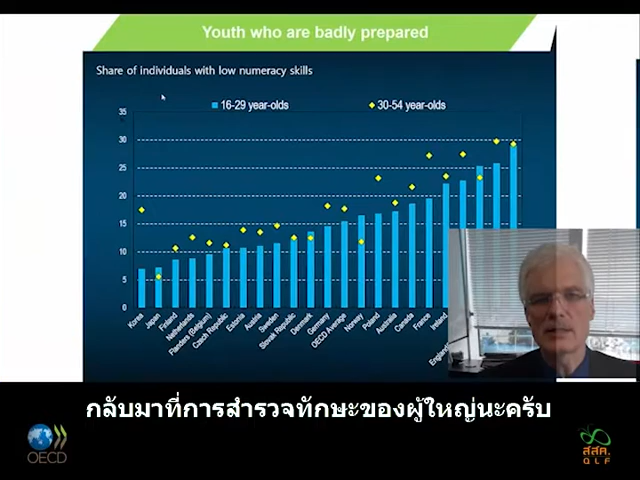 Youth who are badly prepared
Share of individuals with low numeracy skills
16-29 year-olds
30-54 year-olds
35
30
25
20
15
10
5
0
Korea
Japan
Finland
Netherlands
Flanders (Belgium)
Czech Republic
Estonia
Austria
Sweden
Slovak Republic
Denmark
Germany
OECD Average
Norway
Poland
Australia
Canada
France
Ireland
กลับมาที่การสำรวจทักษะของผู้ใหญ่นะครับ
OECD
สสค.
QLF